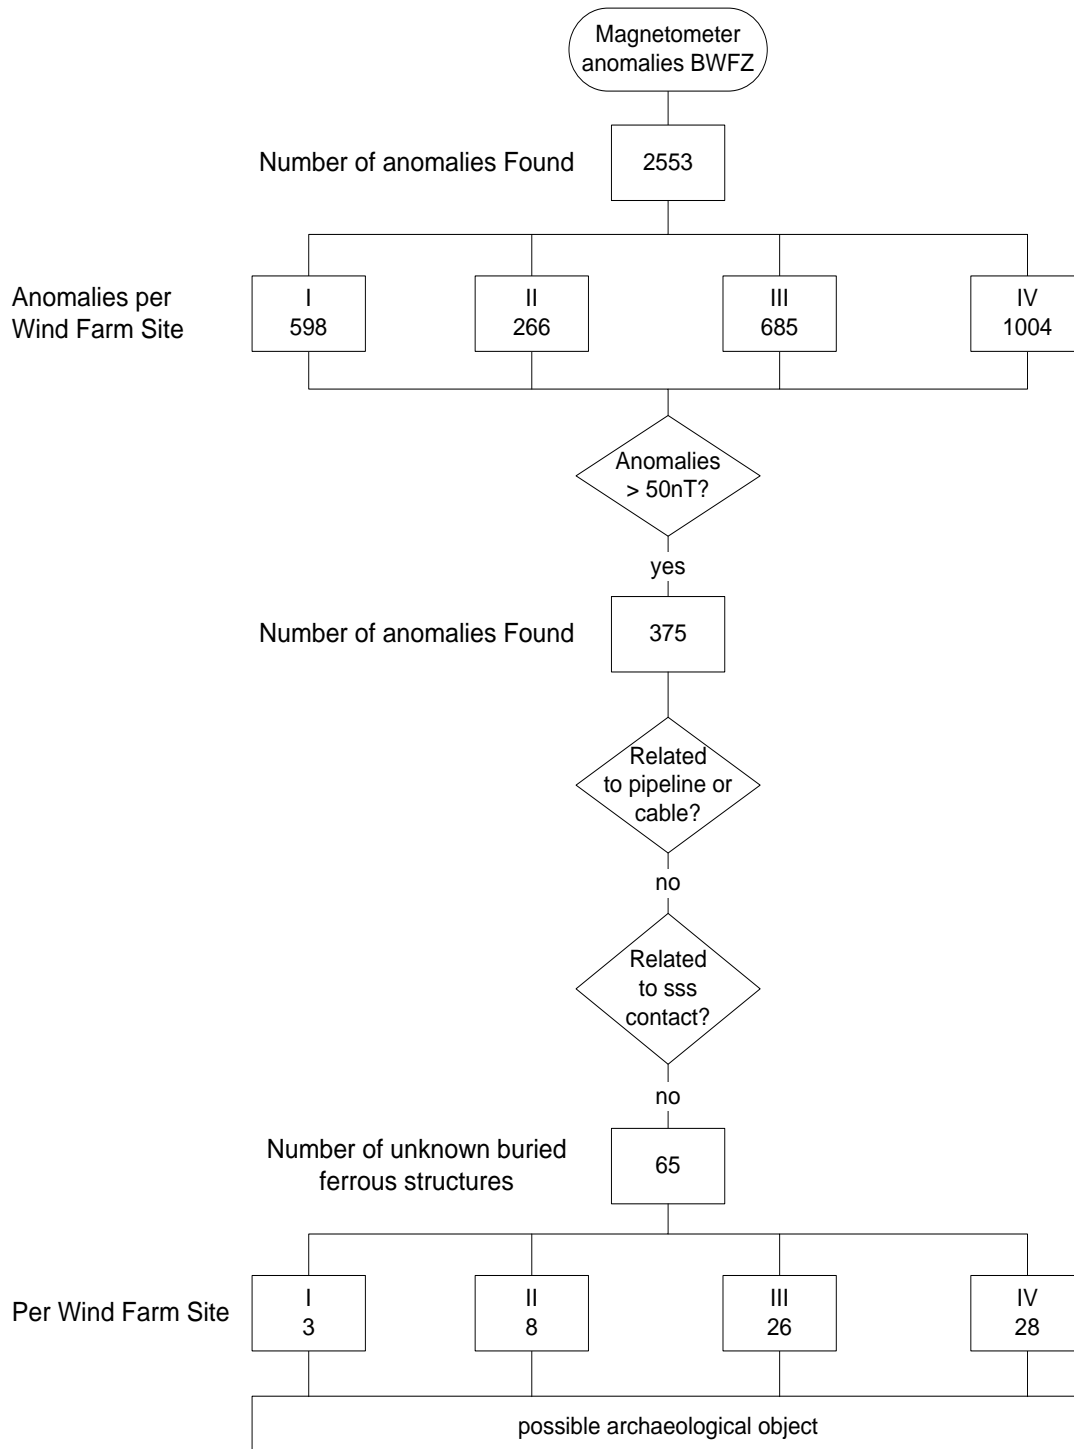 Magnetometer
anomalies BWFZ
Number of anomalies Found
2553
Anomalies per
Wind Farm Site
I
598
II
266
III
685
IV
1004
Anomalies
> 50nT?
yes
Number of anomalies Found
375
Related
to pipeline or
cable?
no
Related
to sss
contact?
no
Number of unknown buried
ferrous structures
65
Per Wind Farm Site
I
3
II
8
III
26
IV
28
possible archaeological object